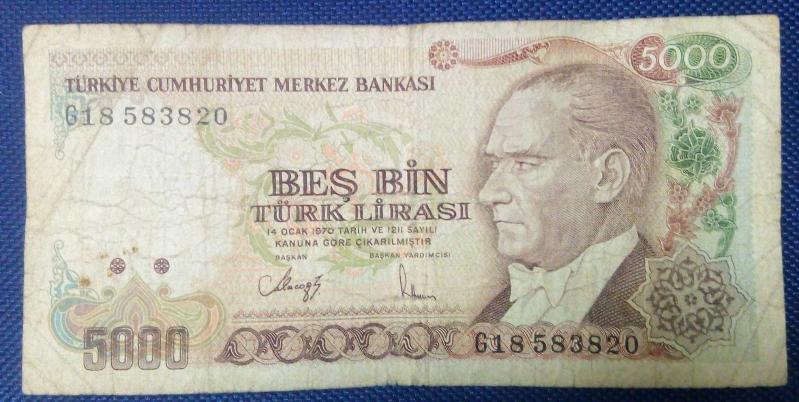 5000
TÜRKİYE CUMHURİYET MERKEZ BANKASI
G18 583820
BEŞ BİN
TÜRK LİRASI
14 OCAK 1970 TARİH VE 1211 SAYILI
KANUNA GÖRE ÇIKARILMIŞTIR
BAŞKAN BAŞKAN YARDIMCISI
5000
G18 583820